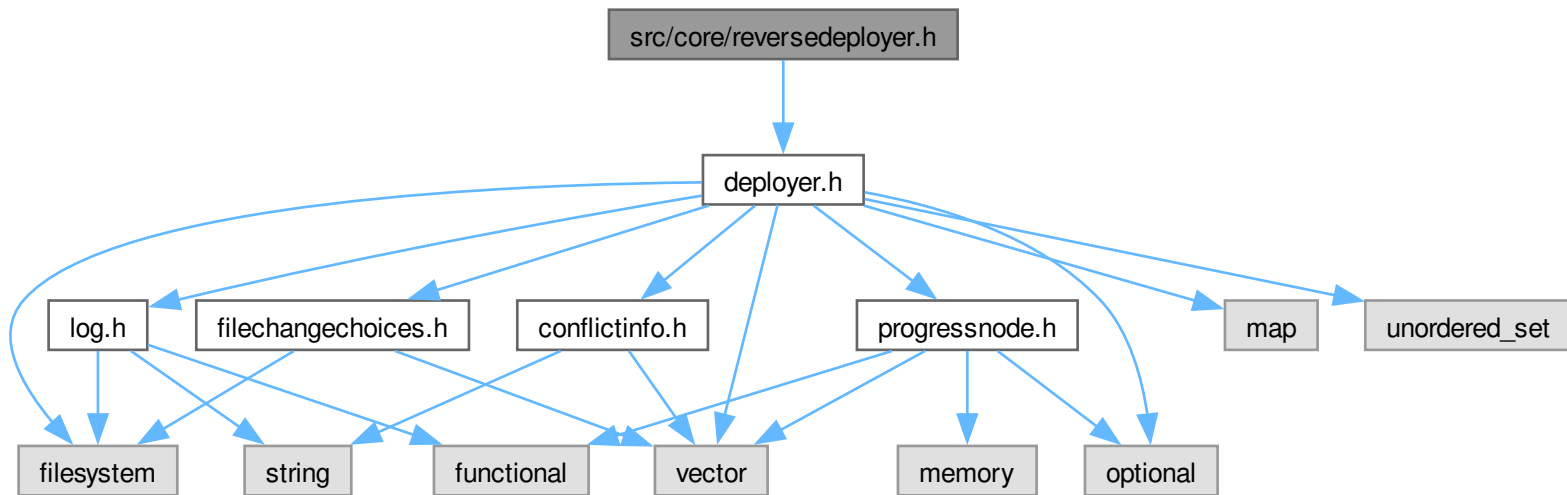 src/core/reversedeployer.h
deployer.h
log.h
filechangechoices.h
conflictinfo.h
progressnode.h
map
unordered_set
filesystem
string
functional
vector
memory
optional